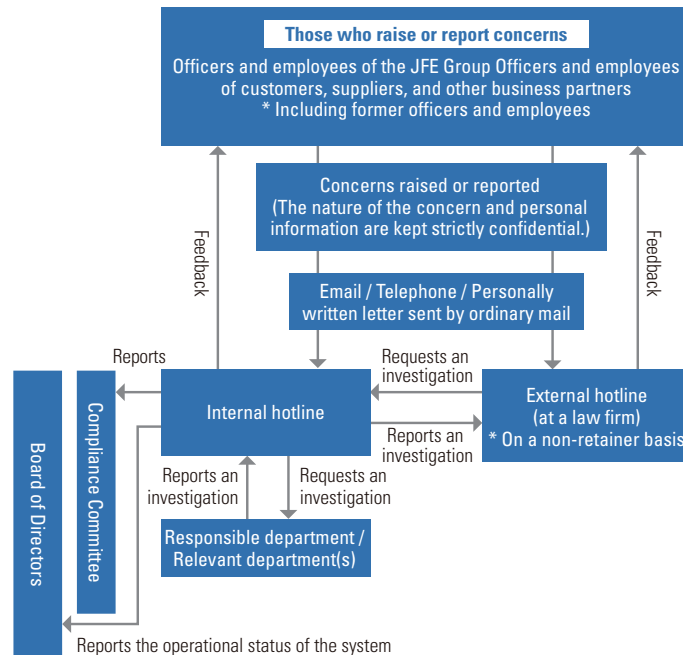 Those who raise or report concerns
Officers and employees of the JFE Group Officers and employees
of customers, suppliers, and other business partners
* Including former officers and employees
Concerns raised or reported
(The nature of the concern and personal
information are kept strictly confidential.)
Feedback
Feedback
Email / Telephone / Personally
written letter sent by ordinary mail
Reports
Requests an
investigation
Internal hotline
External hotline
(at a law firm)
* On a non-retainer basis
Reports an
investigation
Board of Directors
Compliance Committee
Reports an
investigation
Requests an
investigation
Responsible department /
Relevant department(s)
Reports the operational status of the system